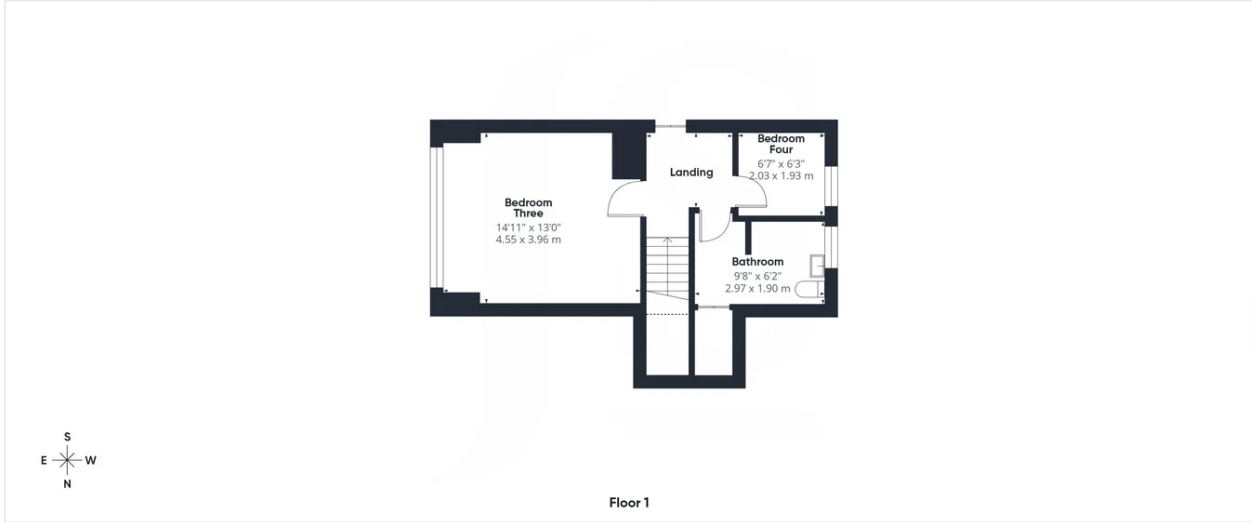 Bedroom
Three
14'11" x 13'0"
4.55 x 3.96 m
Landing
Bedroom
Four
6'7" x 6'3"
2.03 x 1.93 m
Bathroom
9'8" x 6'2"
2.97 x 1.90 m
S
E W
N
Floor 1